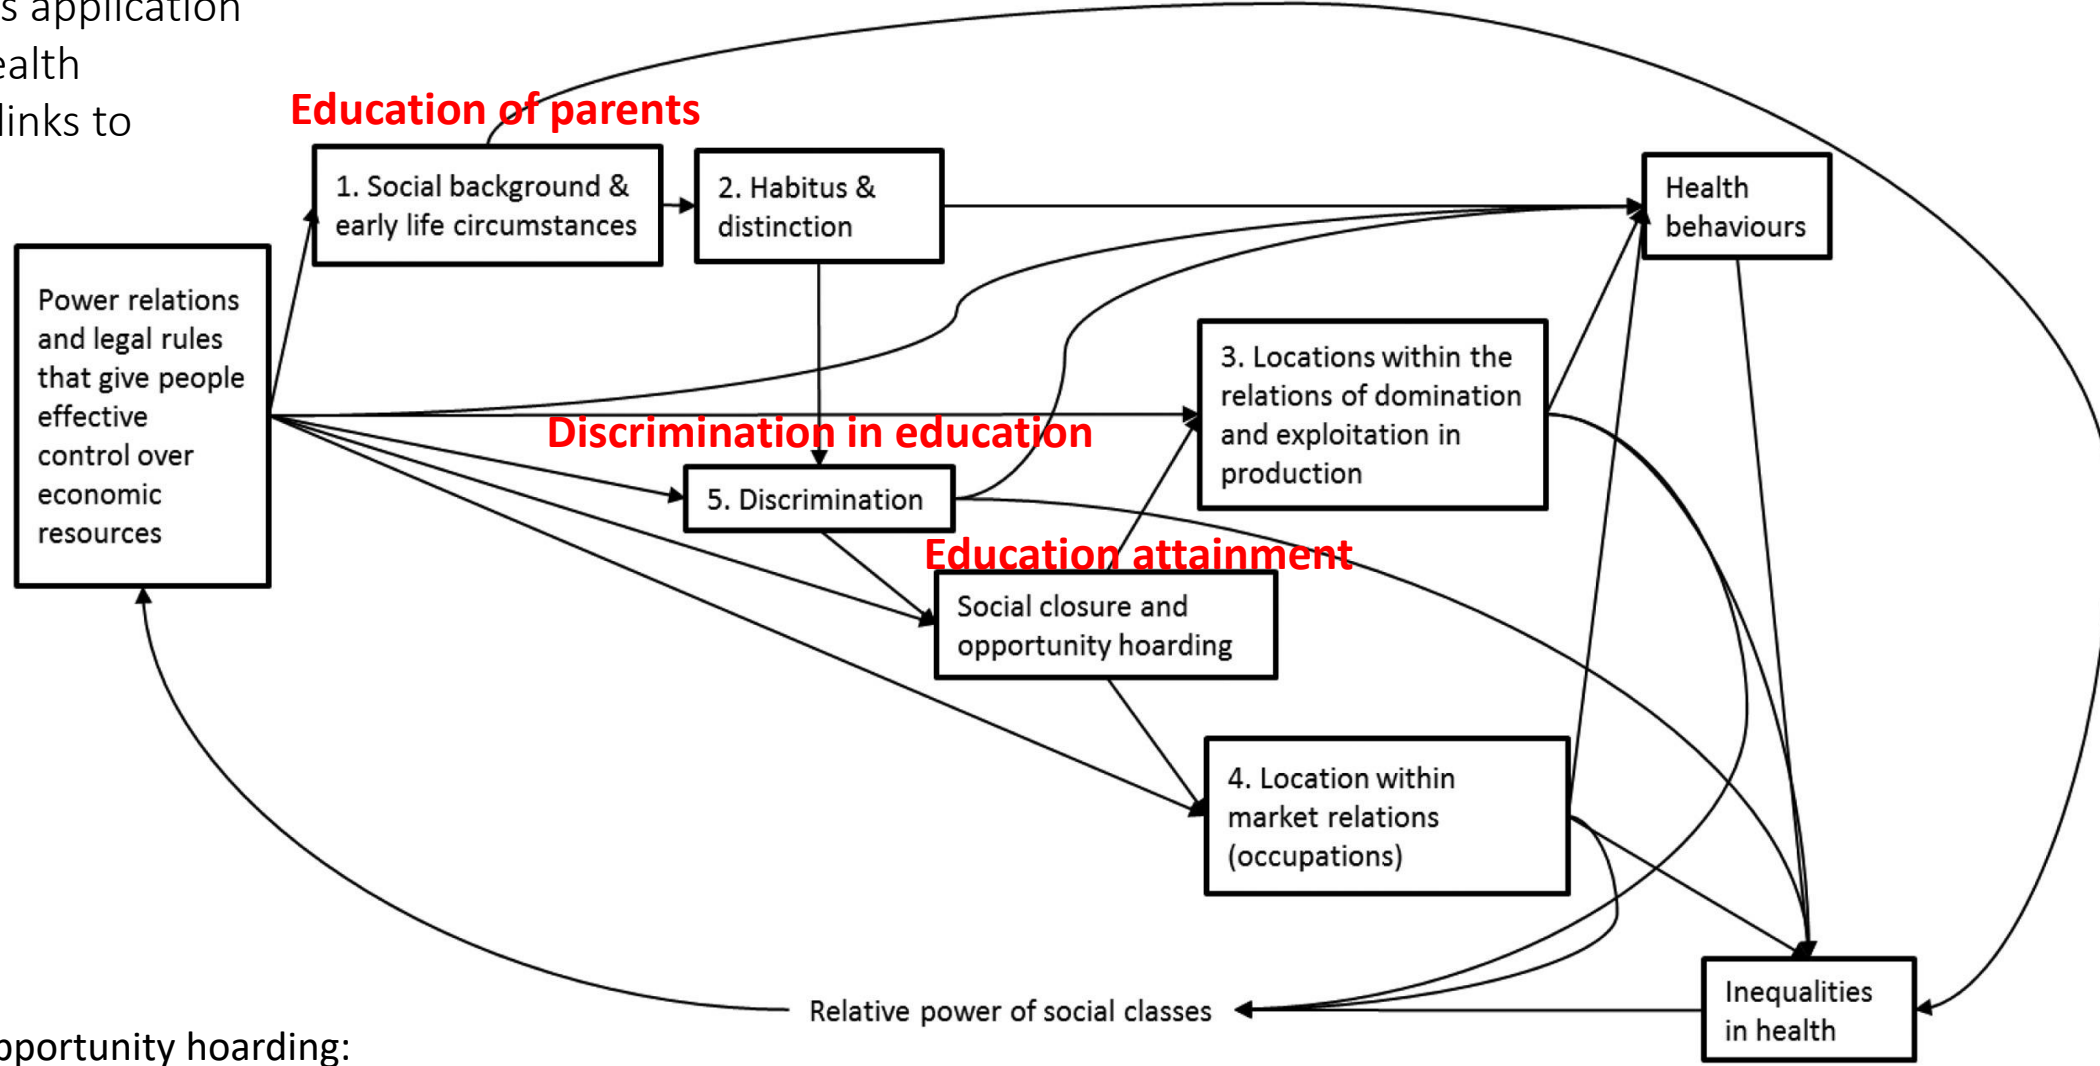 s application
ealth
links to
Education of parents
1. Social background &
early life circumstances
2. Habitus &
distinction
Health
behaviours
Power relations
and legal rules
that give people
effective
control over
economic
resources
3. Locations within the
relations of domination
and exploitation in
production
Discrimination in education
5. Discrimination
Education attainment
Social closure and
opportunity hoarding
4. Location within
market relations
(occupations)
Relative power of social classes
Inequalities
in health
pportunity hoarding: